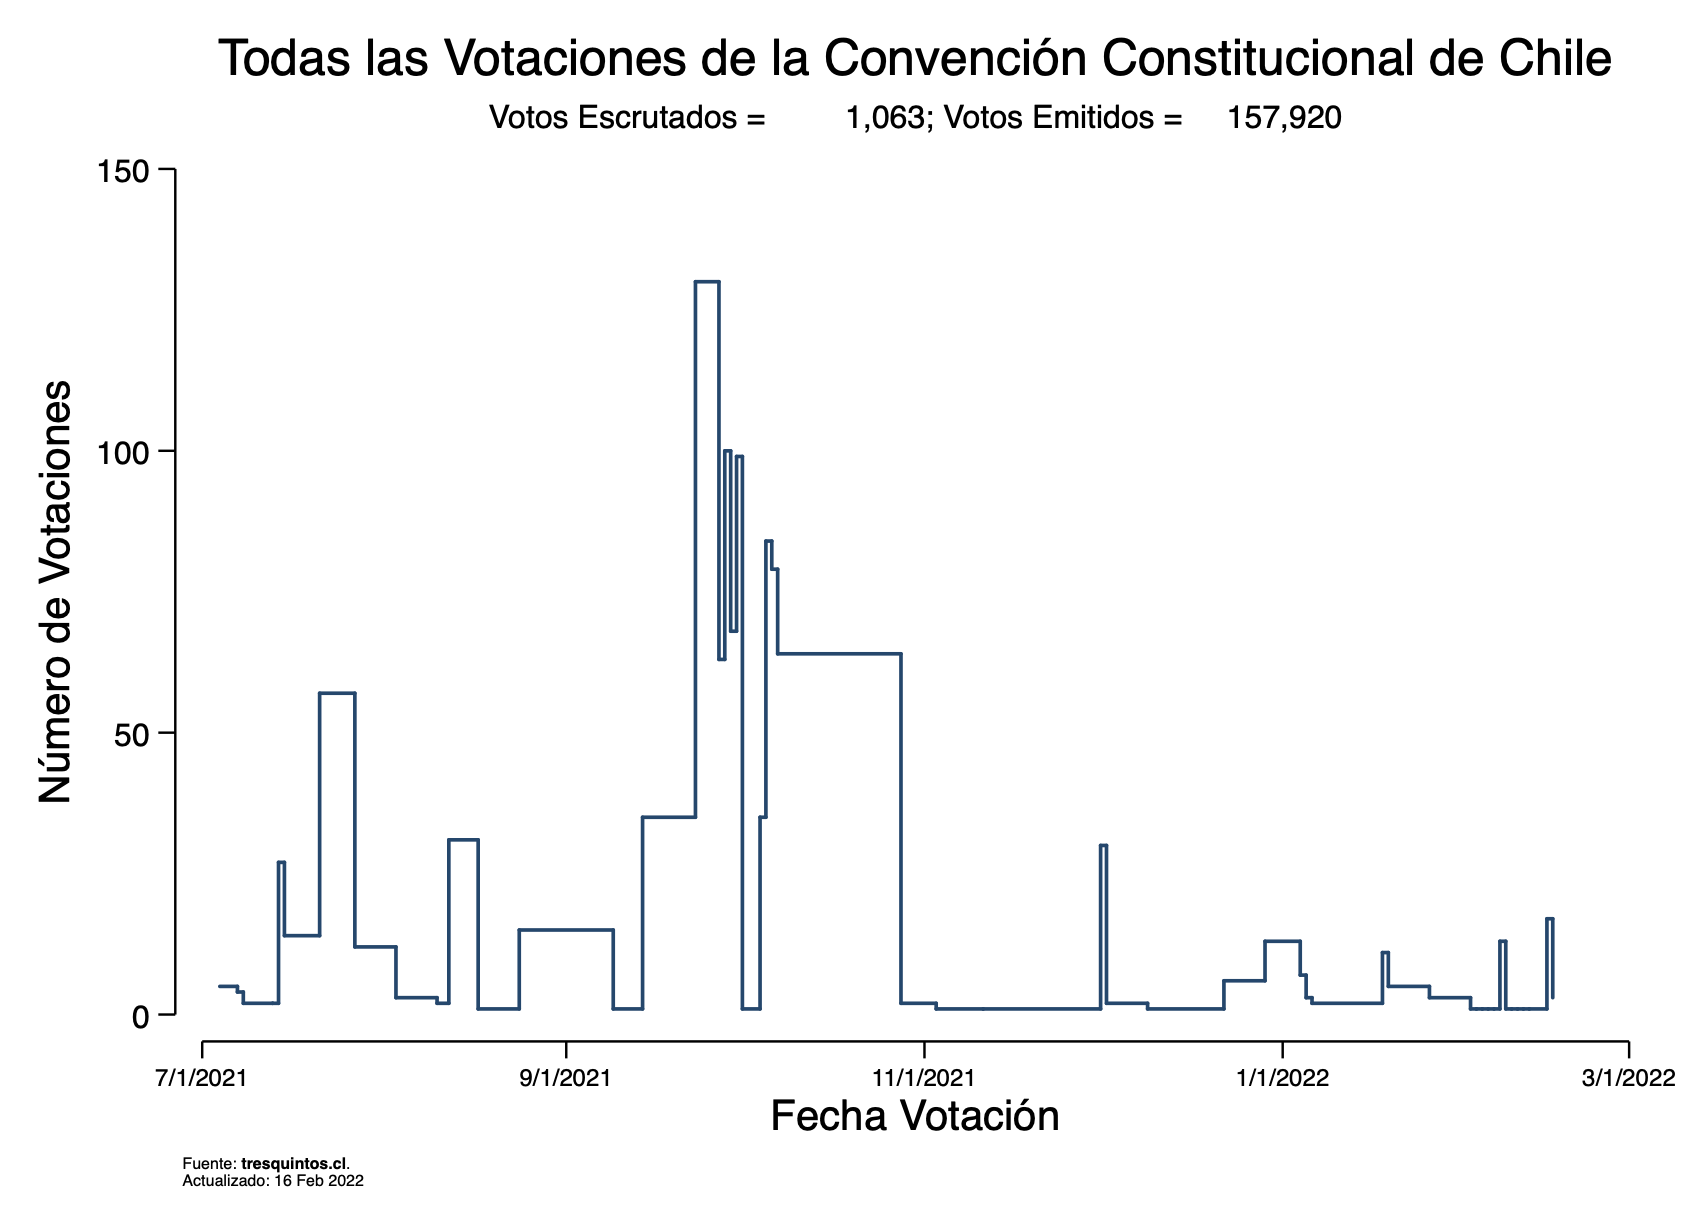 Todas las Votaciones de la Convención Constitucional de Chile
Votos Escrutados = 1,063; Votos Emitidos = 157,920
150
100
50
0
Número de Votaciones
7/1/2021 9/1/2021 11/1/2021 1/1/2022 3/1/2022
Fecha Votación
Fuente: tresquintos.cl.
Actualizado: 16 Feb 2022